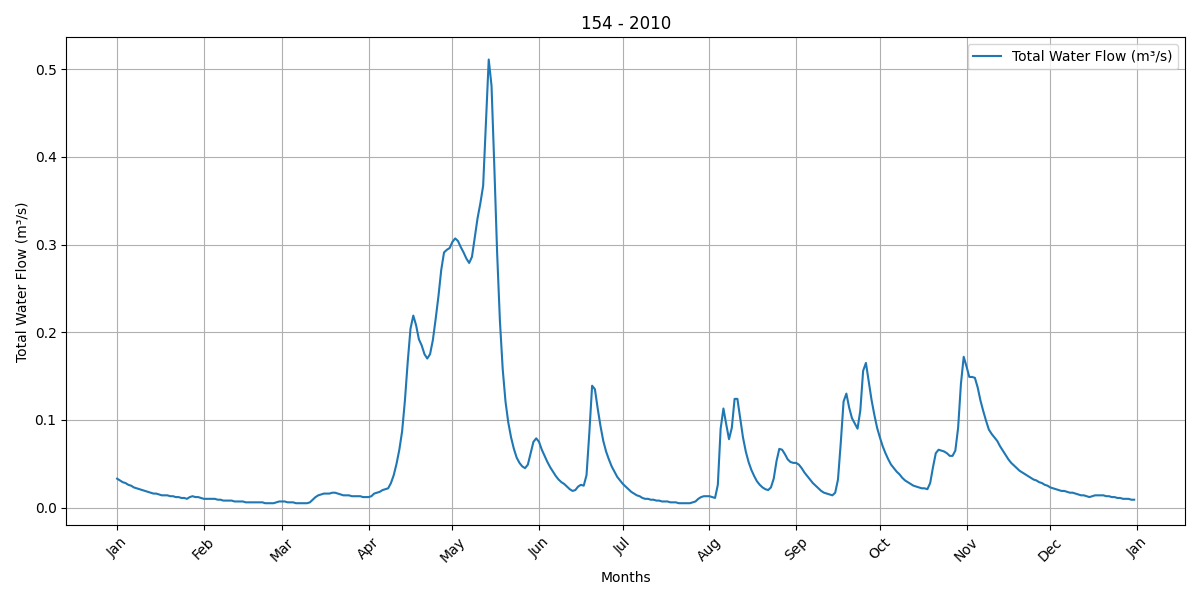 154 - 2010
Total Water Flow (m³/s)
Total Water Flow (m³/s)
0.5
0.4
0.3
0.2
0.1
0.0
Jan
Feb
Mar
Apr
May
Jun
Jul
Aug
Sep
Oct
Nov
Dec
Jan
Months